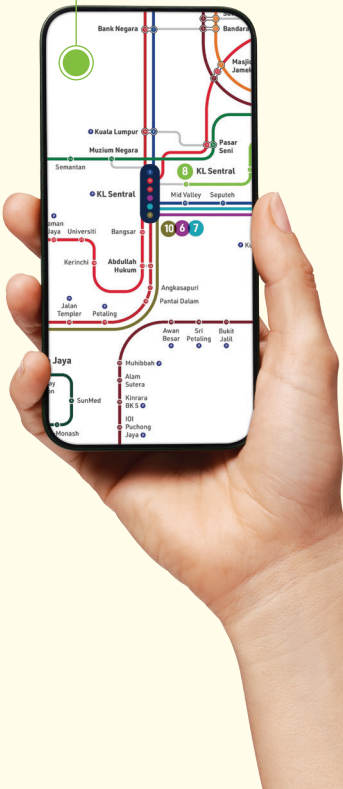 Bank Negara
Bandara
Masjid
Jamek
Kuala Lumpur
Pasar
Seni
Muzium Negara
Semantan
8 KL Sentral
KL Sentral
Mid Valley Seputeh
10 6 7
Jaya Universiti
Bangsar
Kerinchi
Abdullah
Hukum
Angkasapuri
Pantai Dalam
Jalan
Templer
Petaling
Awan
Besar
Sri
Petaling
Bukit
Jalil
Jaya
Muhibbah
Alam
Sutera
SunMed
Kinrara
BK 5
IOI
Puchong
Jaya
Monash